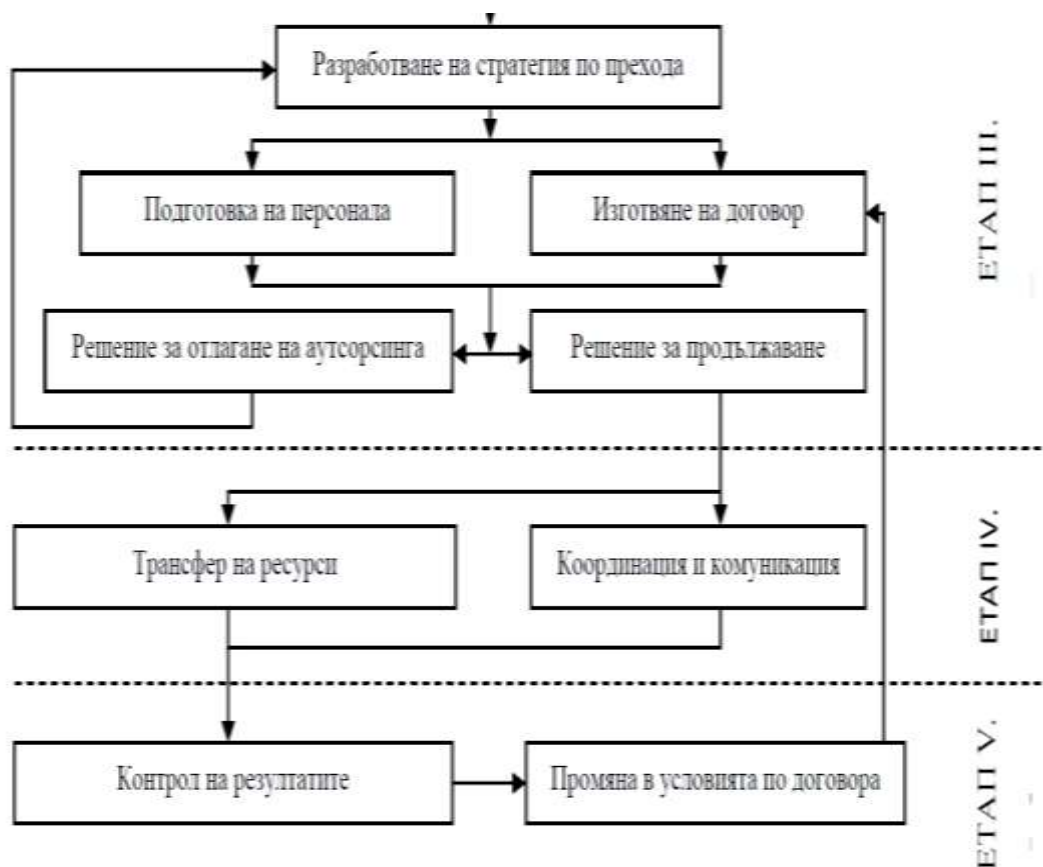 Разработване на стратегия по прехода
Подготовка на персонала
Изготвяне на договор
Решение за отлагане на аутсорсинга
Решение за продължаване
ЕТАП III.
Трансфер на ресурси
Координация и комуникация
ЕТАП IV.
Контрол на резултатите
Промяна в условията по договора
ЕТАП V.